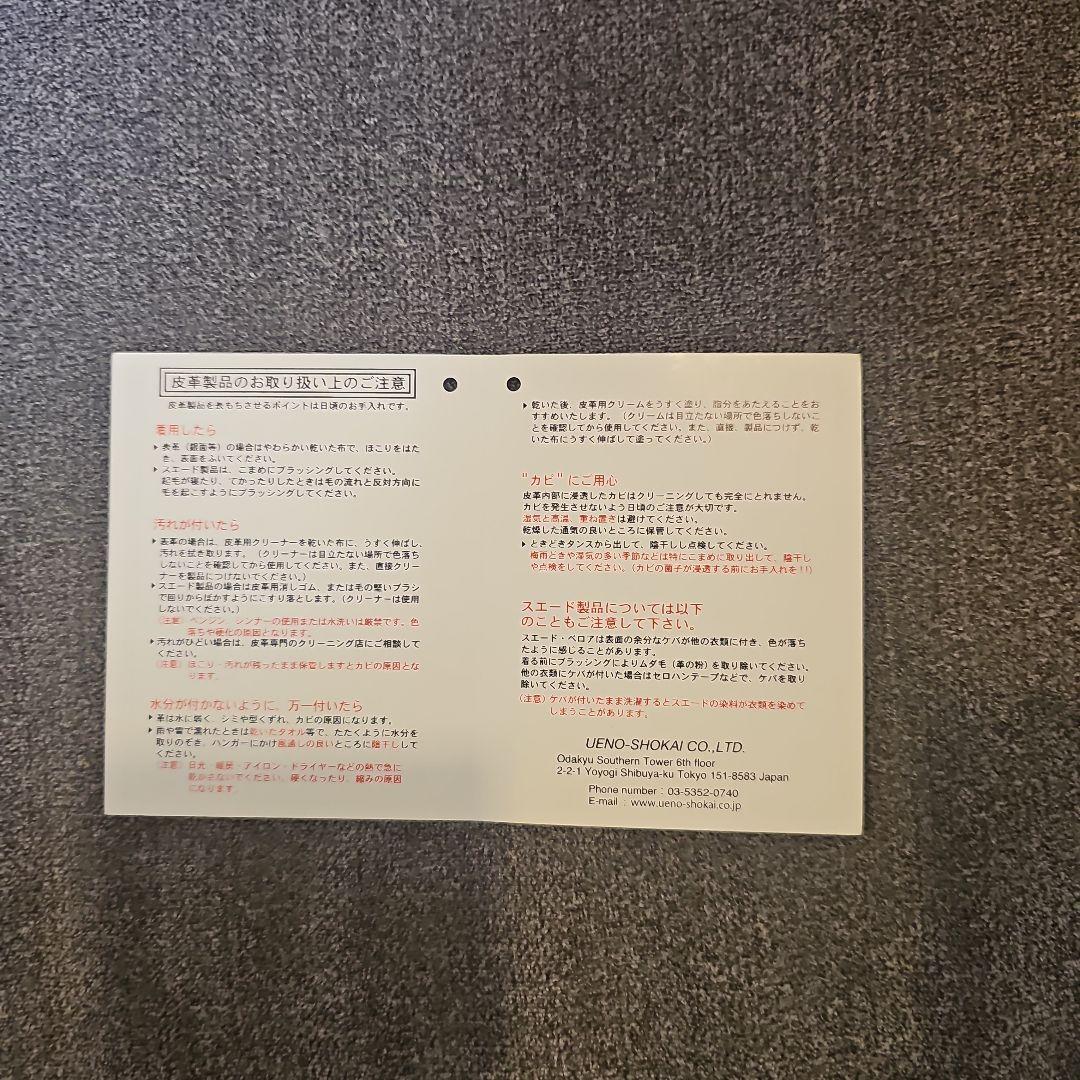 皮革製品のお取り扱い上のご注意
皮革製品を長もちさせるポイントは日頃のお手入れです。
着用したら
▶ 表革（銀面等）の場合はやわらかい乾いた布で、ほこりをはた
き、表面をふいてください。
▶ スエード製品は、こまめにブラッシングしてください。
起毛が寝たり、てかったりしたときは毛の流れと反対方向に
毛を起こすようにブラッシングしてください。
汚れが付いたら
▶ 表革の場合は、皮革用クリーナーを乾いた布に、うすく伸ばし、
汚れを拭き取ります。（クリーナーは目立たない場所で色落ち
しないことを確認してから使用してください。また、直接クリー
ナーを製品につけないでください。）
▶ スエード製品の場合は皮革用消しゴム、または毛の堅いブラシ
で回りからぼかすようにこすり落とします。（クリーナーは使用
しないでください。）
（注意）ベンジン、シンナーの使用または水洗いは厳禁です。色
落ちや硬化の原因となります。
▶ 汚れがひどい場合は、皮革専門のクリーニング店にご相談して
ください。
（注意）ほこり・汚れが残ったまま保管しますとカビの原因とな
ります。
水分が付かないように、万一付いたら
▶ 革は水に弱く、シミや型くずれ、カビの原因になります。
▶ 雨や雪で濡れたときは乾いたタオル等で、たたくように水分を
取りのぞき、ハンガーにかけ風通しの良いところに陰干しして
ください。
（注意）日光・暖炭・アイロン・ドライヤーなどの熱で急に
乾かさないでください。硬くなったり、縮みの原因
になります。
▶ 乾いた後、皮革用クリームをうすく塗り、脂分をあたえることをお
すすめいたします。（クリームは目立たない場所で色落ちしないこ
とを確認してから使用してください。また、直接、製品につけず、乾
いた布にうすく伸ばして塗ってください。）
"カビ"にご用心
皮革内部に浸透したカビはクリーニングしても完全にとれません。
カビを発生させないよう日頃のご注意が大切です。
湿気と高温、重ね置きは避けてください。
乾燥した通気の良いところに保管してください。
▶ ときどきタンスから出して、陰干しし点検してください。
梅雨どきや湿気の多い季節などは特にこまめに取り出して、陰干し
や点検をしてください。（カビの菌子が浸透する前にお手入れを！！）
スエード製品については以下
のこともご注意して下さい。
スエード・ベロアは表面の余分なケバが他の衣類に付き、色が落ち
たように感じることがあります。
着る前にブラッシングによりムダ毛（革の粉）を取り除いてください。
他の衣類にケバが付いた場合はセロハンテープなどで、ケバを取り
除いてください。
（注意）ケバが付いたまま洗濯するとスエードの染料が衣類を染めて
しまうことがあります。
UENO-SHOKAI CO.,LTD.
Odakyu Southern Tower 6th floor
2-2-1 Yoyogi Shibuya-ku Tokyo 151-8583 Japan
Phone number : 03-5352-0740
E-mail : www.ueno-shokai.co.jp